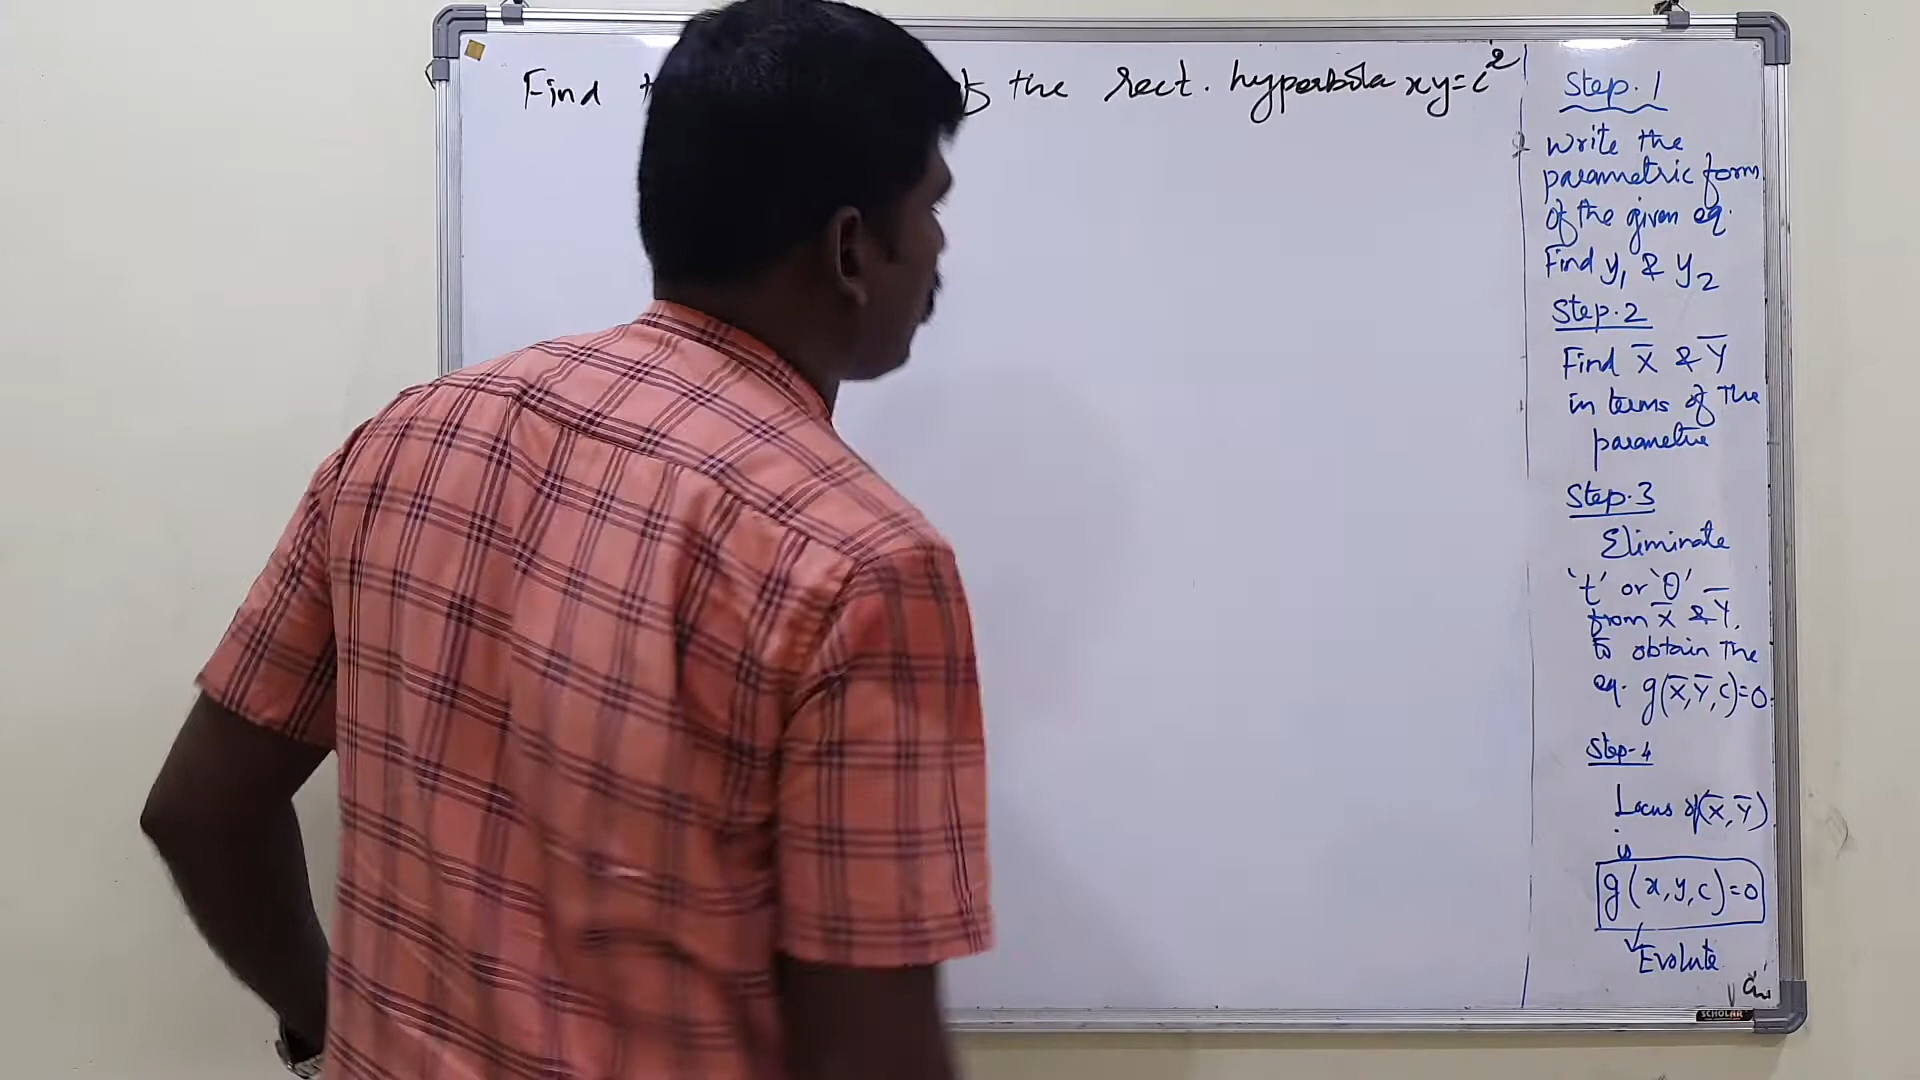 Find of the rect. hyperbola xy=c²
Step.1
Write the
parametric form
of the given eq.
Find y₁ & y₂
Step.2
Find X̅ & Y̅
in terms of The
parametre
Step.3
Eliminate
't' or 'θ'
from X̅ & Y̅,
to obtain The
eq. g(X̅,Y̅,c)=0.
Step-4
Locus of (X̅,Y̅)
is
g(x,y,c)=0
Evolute
SCHOLAR